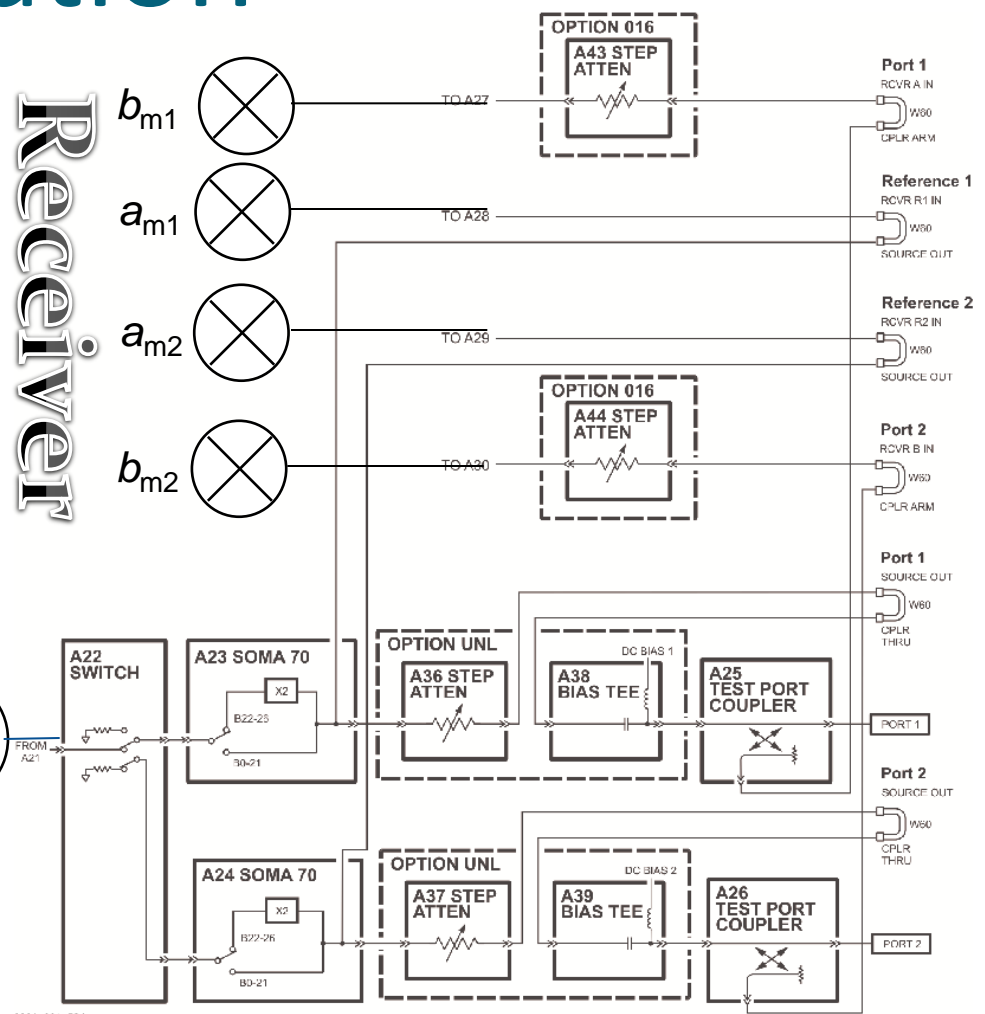 OPTION 016
A43 STEP
ATTEN
Port 1
RCVR A IN
W60
CPLR ARM
bm1
TO A27
Receiver
Reference 1
RCVR R1 IN
W60
SOURCE OUT
am1
TO A28
Reference 2
RCVR R2 IN
W60
SOURCE OUT
am2
TO A29
OPTION 016
A44 STEP
ATTEN
Port 2
RCVR B IN
W60
CPLR ARM
bm2
TO A30
Port 1
SOURCE OUT
W60
CPLR
THRU
A22
SWITCH
FROM
A21
A23 SOMA 70
X2
B22-26
B0-21
OPTION UNL
A36 STEP
ATTEN
DC BIAS 1
A38
BIAS TEE
A25
TEST PORT
COUPLER
PORT 1
Port 2
SOURCE OUT
W60
CPLR
THRU
A24 SOMA 70
X2
B22-26
B0-21
OPTION UNL
A37 STEP
ATTEN
DC BIAS 2
A39
BIAS TEE
A26
TEST PORT
COUPLER
PORT 2